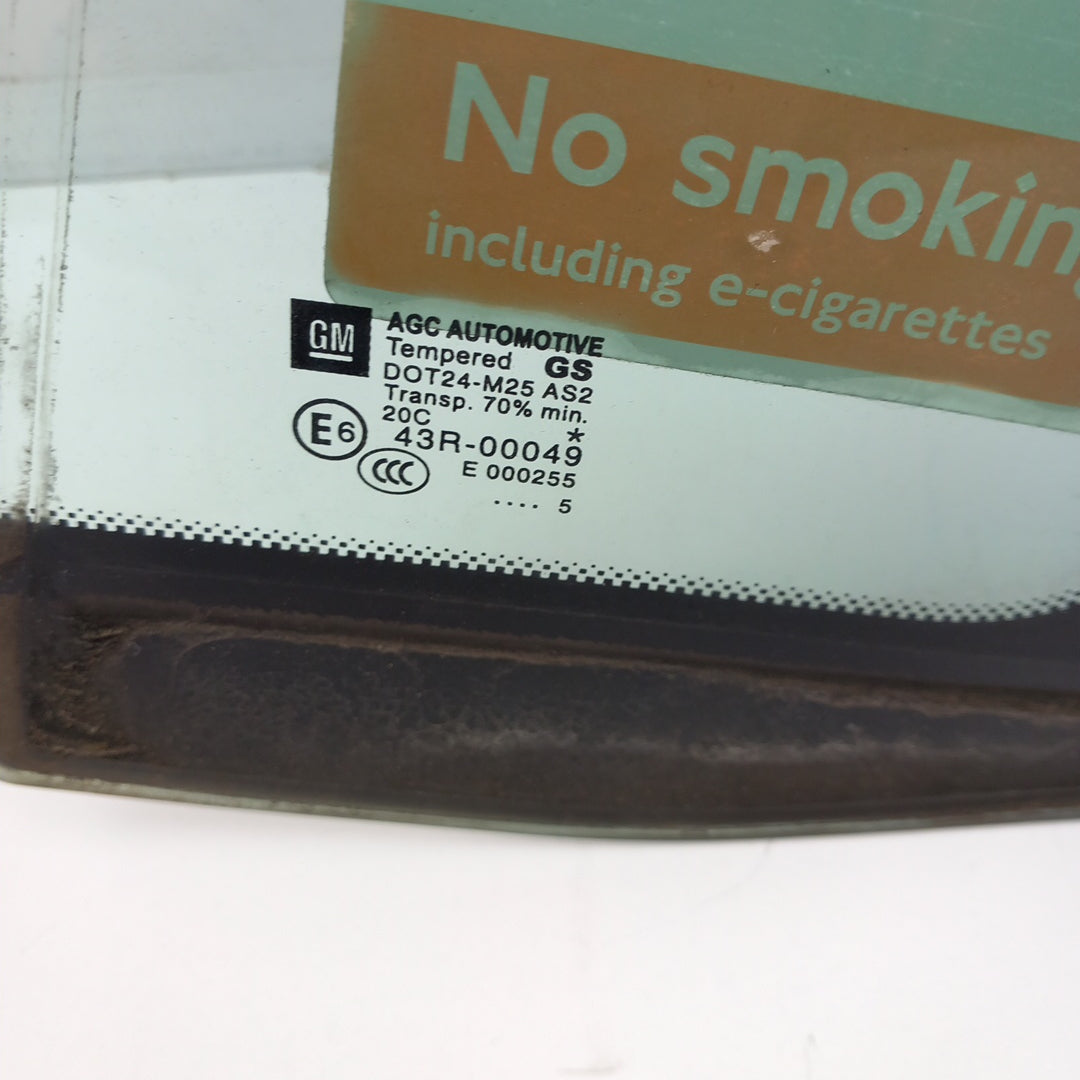 No smoking
including e-cigarettes
GM
AGC AUTOMOTIVE
Tempered GS
DOT24-M25 AS2
Transp. 70% min.
20C *
E6 43R-00049
CCC E 000255
.... 5